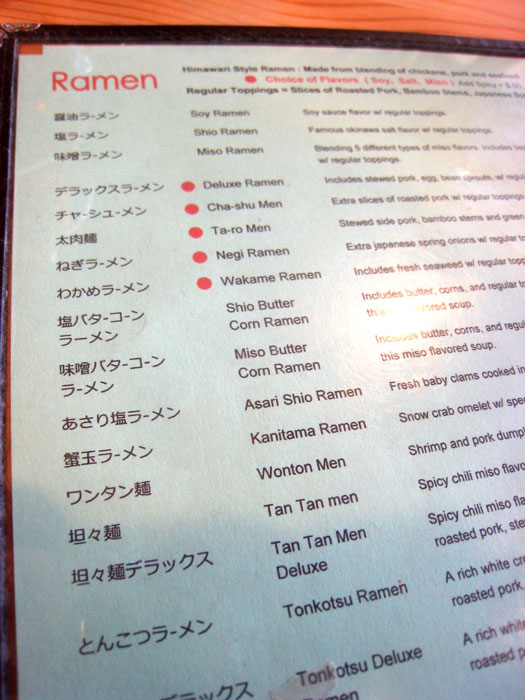 Ramen
Himawari Style Ramen : Made from blending of chickens, pork and seafood
Choice of Flavors ( Soy, Salt, Miso ) Add Spicy +
Regular Toppings = Slices of Roasted Pork, Bamboo Stems, Japanese
醤油ラーメン Soy Ramen Soy sauce flavor w/ regular toppings.
塩ラーメン Shio Ramen Famous okinawa salt flavor w/ regular toppings.
味噌ラーメン Miso Ramen Blending 5 different types of miso flavors. Includes
w/ regular toppings.
デラックスラーメン Deluxe Ramen Includes stewed pork, egg, bean sprouts, w/
チャーシューメン Cha-shu Men Extra slices of roasted pork w/ regular
太肉麺 Ta-ro Men Stewed side pork, bamboo stems and green
ねぎラーメン Negi Ramen Extra japanese spring onions w/ regular
わかめラーメン Wakame Ramen Includes fresh seaweed w/ regular
塩バターコーン Shio Butter Includes butter, corns, and regular
ラーメン Corn Ramen this flavored soup.
味噌バターコーン Miso Butter Includes butter, corns, and
ラーメン Corn Ramen this miso flavored soup.
あさり塩ラーメン Asari Shio Ramen Fresh baby clams cooked in
蟹玉ラーメン Kanitama Ramen Snow crab omelet w/
ワンタン麺 Wonton Men Shrimp and pork
坦々麺 Tan Tan men Spicy chili miso
坦々麺デラックス Tan Tan Men Spicy chili miso
Deluxe roasted pork,
とんこつラーメン Tonkotsu Ramen A rich white
roasted pork
デラックス Tonkotsu Deluxe A rich
Ramen roasted